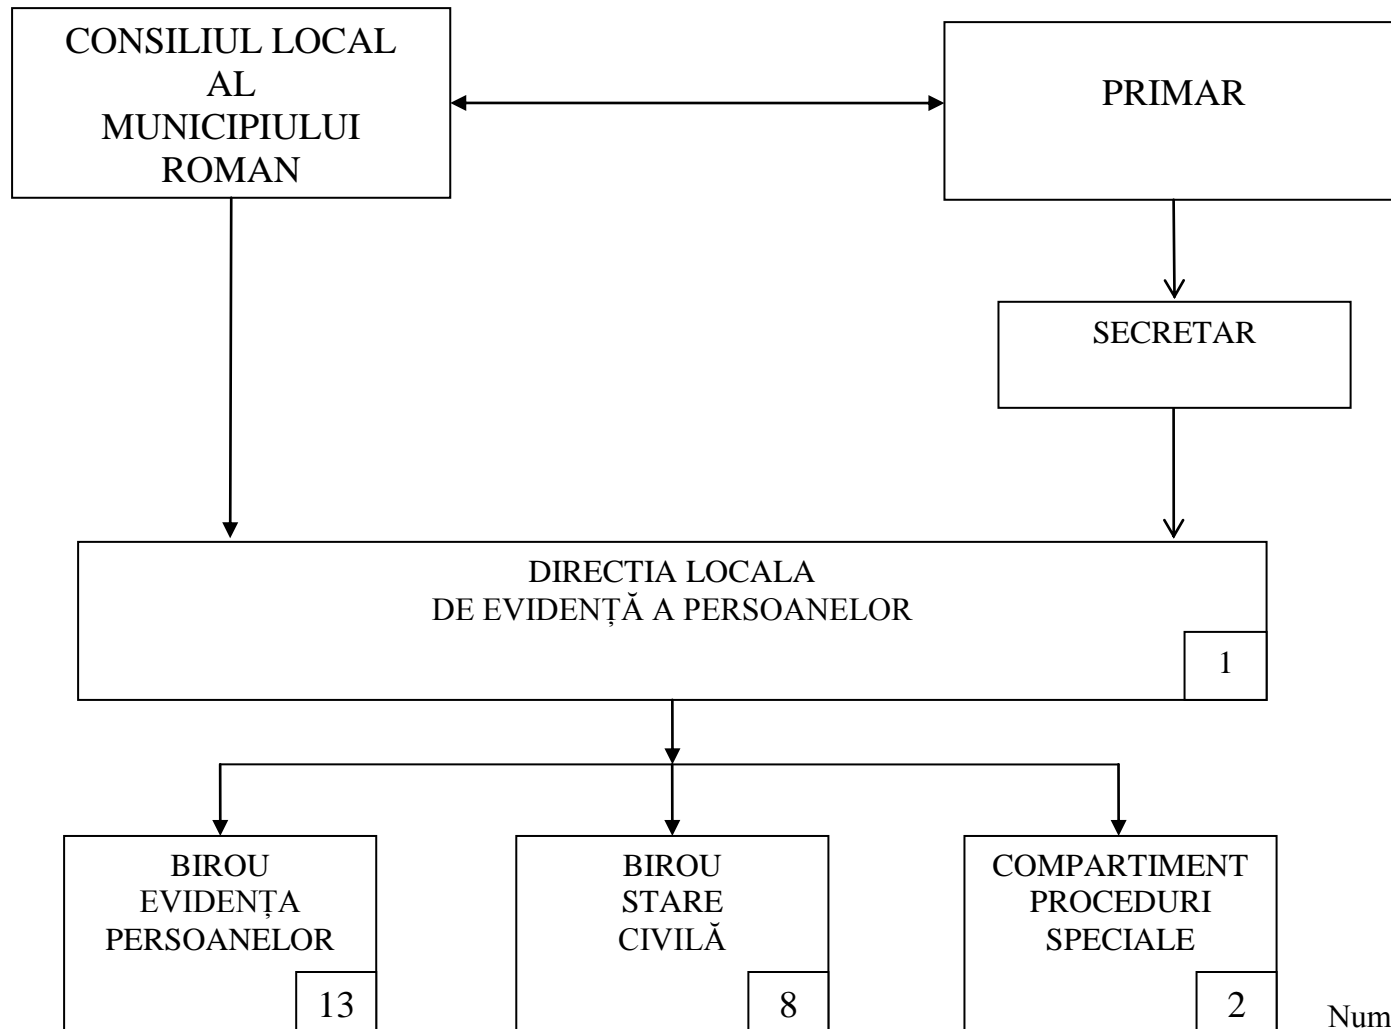 CONSILIUL LOCAL
AL
MUNICIPIULUI
ROMAN
PRIMAR
SECRETAR
DIRECTIA LOCALA
DE EVIDENȚĂ A PERSOANELOR
1
BIROU
EVIDENȚA
PERSOANELOR
13
BIROU
STARE
CIVILĂ
8
COMPARTIMENT
PROCEDURI
SPECIALE
2